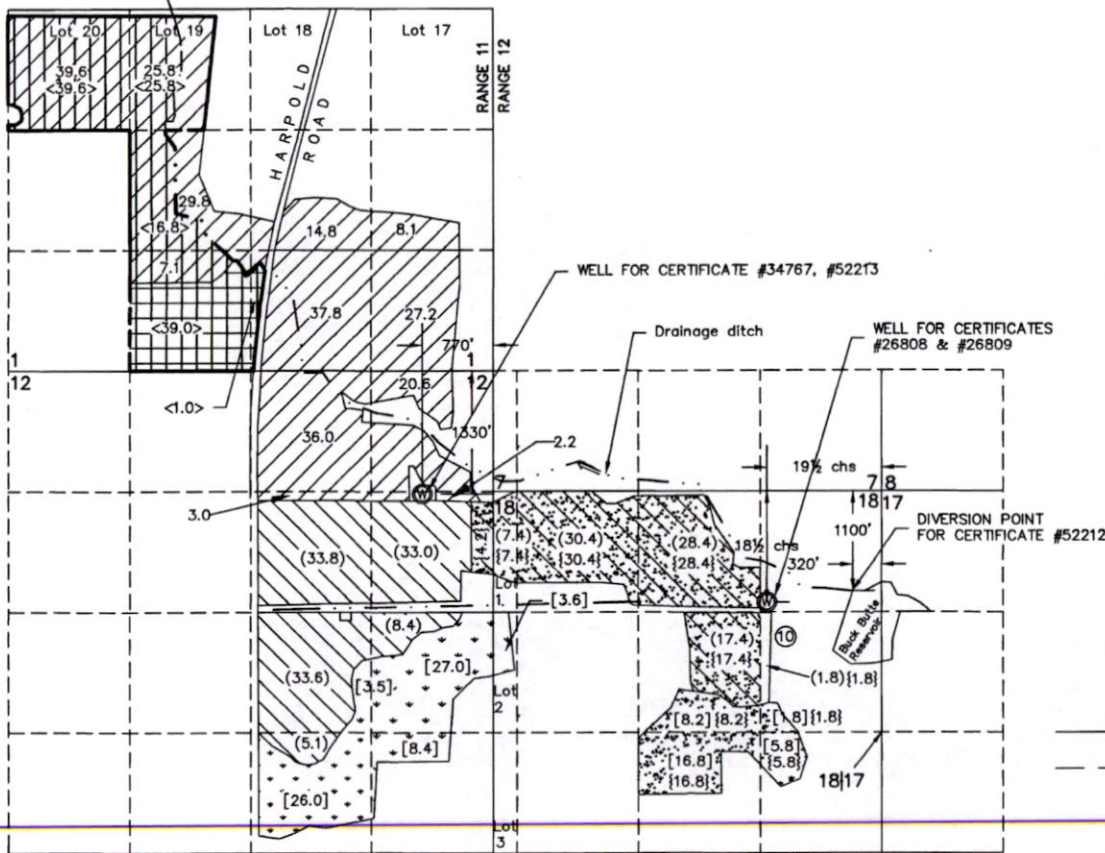 Lot 20
Lot 19
Lot 18
Lot 17
39.6
<39.6>
25.8
<25.8>
RANGE 11
RANGE 12
HARPOLD
ROAD
29.8
<16.8>
7.1
14.8
8.1
WELL FOR CERTIFICATE #34767, #52213
<39.0>
37.8
27.2
770'
Drainage ditch
WELL FOR CERTIFICATES
#26808 & #26809
1
12
1
12
<1.0>
20.6
36.0
1330'
2.2
19½ chs
7
18
7 8
18 17
3.0
1100'
DIVISION POINT
FOR CERTIFICATE #52212
(33.8)
(33.0)
{4.2}
(7.4)
{7.4}
(30.4)
{30.4}
(28.4)
{28.4}
18½ chs
320'
Lot
1
[3.6]
(8.4)
(17.4)
{17.4}
10
Buck Butte
Reservoir
(33.6)
[3.5]
[27.0]
(1.8){1.8}
Lot
2
(5.1)
[8.4]
[8.2]{8.2}
[1.8]{1.8}
[16.8]
{16.8}
[5.8]
{5.8}
[26.0]
18 17
Lot
3